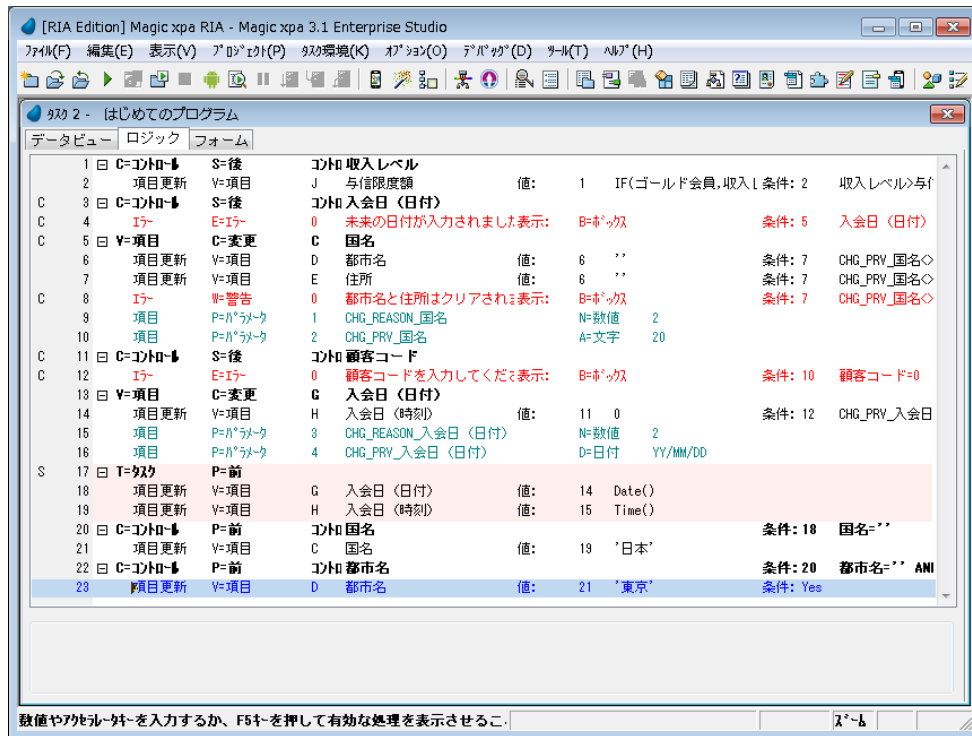 [RIA Edition] Magic xpa RIA - Magic xpa 3.1 Enterprise Studio
ﾌｧｲﾙ(F) 編集(E) 表示(V) ﾌﾟﾛｼﾞｪｸﾄ(P) ﾀｽｸ環境(K) ｵﾌﾟｼｮﾝ(O) ﾃﾞﾊﾞｯｸﾞ(D) ﾂｰﾙ(T) ﾍﾙﾌﾟ(H)
ﾀｽｸ 2 - はじめてのプログラム
データビュー ロジック フォーム
1 C=ｺﾝﾄﾛｰﾙ S=後 ｺﾝﾄﾛ 収入レベル
2 項目更新 V=項目 J 与信限度額 値: 1 IF(ゴールド会員,収入レ 条件: 2 収入レベル>与信
C 3 C=ｺﾝﾄﾛｰﾙ S=後 ｺﾝﾄﾛ 入会日（日付）
C 4 ｴﾗｰ E=ｴﾗｰ 0 未来の日付が入力されました 表示: B=ﾎﾞｯｸｽ 条件: 5 入会日（日付）
C 5 V=項目 C=変更 C 国名
6 項目更新 V=項目 D 都市名 値: 6 '' 条件: 7 CHG_PRV_国名<>
7 項目更新 V=項目 E 住所 値: 6 '' 条件: 7 CHG_PRV_国名<>
C 8 ｴﾗｰ W=警告 0 都市名と住所はクリアされま 表示: B=ﾎﾞｯｸｽ 条件: 7 CHG_PRV_国名<>
9 項目 P=ﾊﾟﾗﾒｰﾀ 1 CHG_REASON_国名 N=数値 2
10 項目 P=ﾊﾟﾗﾒｰﾀ 2 CHG_PRV_国名 A=文字 20
C 11 C=ｺﾝﾄﾛｰﾙ S=後 ｺﾝﾄﾛ 顧客コード
C 12 ｴﾗｰ E=ｴﾗｰ 0 顧客コードを入力してくださ 表示: B=ﾎﾞｯｸｽ 条件: 10 顧客コード=0
13 V=項目 C=変更 G 入会日（日付）
14 項目更新 V=項目 H 入会日（時刻） 値: 11 0 条件: 12 CHG_PRV_入会日
15 項目 P=ﾊﾟﾗﾒｰﾀ 3 CHG_REASON_入会日（日付） N=数値 2
16 項目 P=ﾊﾟﾗﾒｰﾀ 4 CHG_PRV_入会日（日付） D=日付 YY/MM/DD
S 17 T=ﾀｽｸ P=前
18 項目更新 V=項目 G 入会日（日付） 値: 14 Date()
19 項目更新 V=項目 H 入会日（時刻） 値: 15 Time()
20 C=ｺﾝﾄﾛｰﾙ P=前 ｺﾝﾄﾛ 国名 条件: 18 国名=''
21 項目更新 V=項目 C 国名 値: 19 '日本'
22 C=ｺﾝﾄﾛｰﾙ P=前 ｺﾝﾄﾛ 都市名 条件: 20 都市名='' AND
23 項目更新 V=項目 D 都市名 値: 21 '東京' 条件: Yes
数値やｱｸｾﾗﾚｰﾀｷｰを入力するか、F5ｷｰを押して有効な処理を表示させるこ. ｽﾞｰﾑ